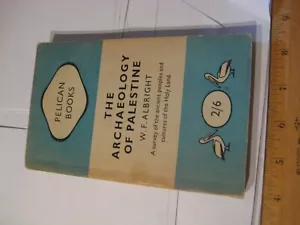 PELICAN
BOOKS
THE
ARCHAEOLOGY
OF PALESTINE
W. F. ALBRIGHT
A survey of the ancient peoples and
cultures of the Holy Land
2/6